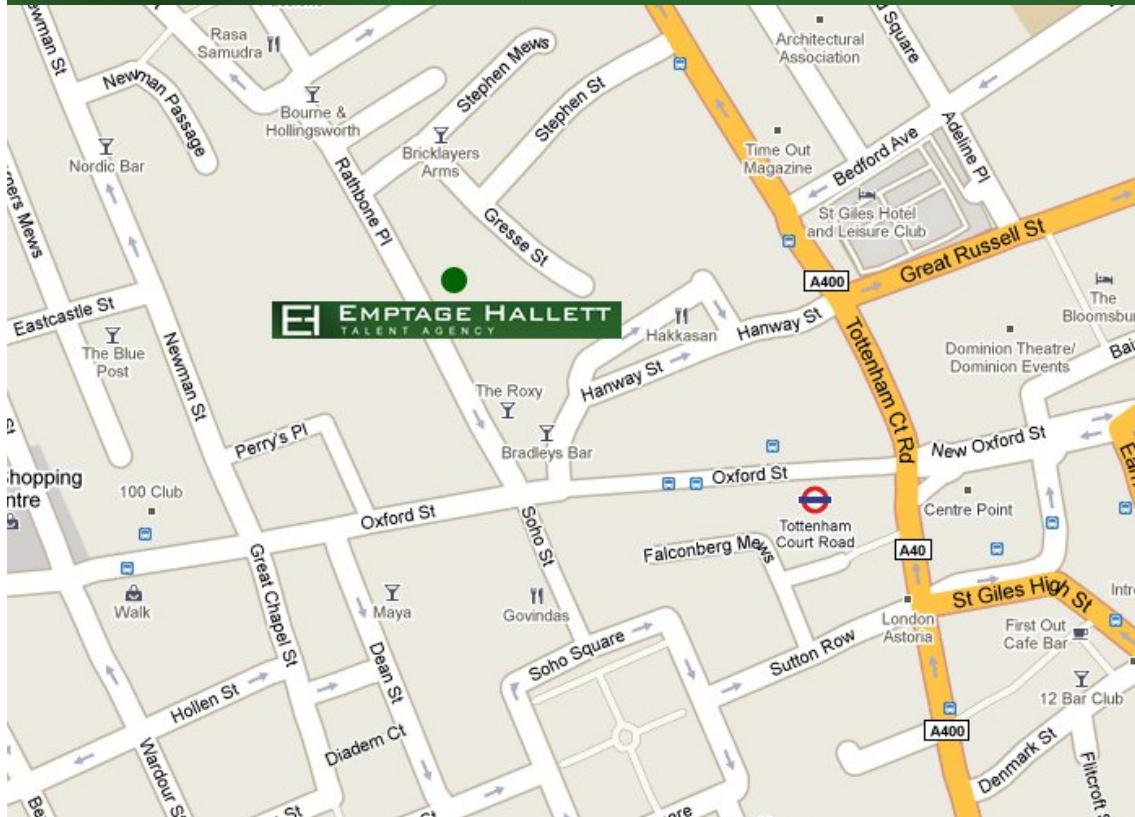 Newman St
Rasa
Samudra
Newman Passage
Bourne &
Hollingsworth
Nordic Bar
Stephen Mews
Stephen St
Bricklayers
Arms
Rathbone Pl
Gresse St
Architectural
Association
Square
Time Out
Magazine
Bedford Ave
Adeline Pl
St Giles Hotel
and Leisure Club
Great Russell St
A400
The
Bloomsbur
Mews
Eastcastle St
The Blue
Post
Newman St
EH EMPTAGE HALLETT
TALENT AGENCY
Hakkasan
Hanway St
Hanway St
Tottenham Ct Rd
Dominion Theatre/
Dominion Events
The Roxy
Bradleys Bar
Perry's Pl
New Oxford St
St
hopping
ntre
100 Club
Oxford St
Oxford St
Soho St
Tottenham
Court Road
Centre Point
Falconberg Mews
A40
Walk
Great Chapel St
Maya
Govindas
St Giles High St
London
Astoria
First Out
Cafe Bar
Dean St
Soho Square
Sutton Row
12 Bar Club
Hollen St
Diadem Ct
Wardour St
A400
Denmark St
Flitcroft S
St